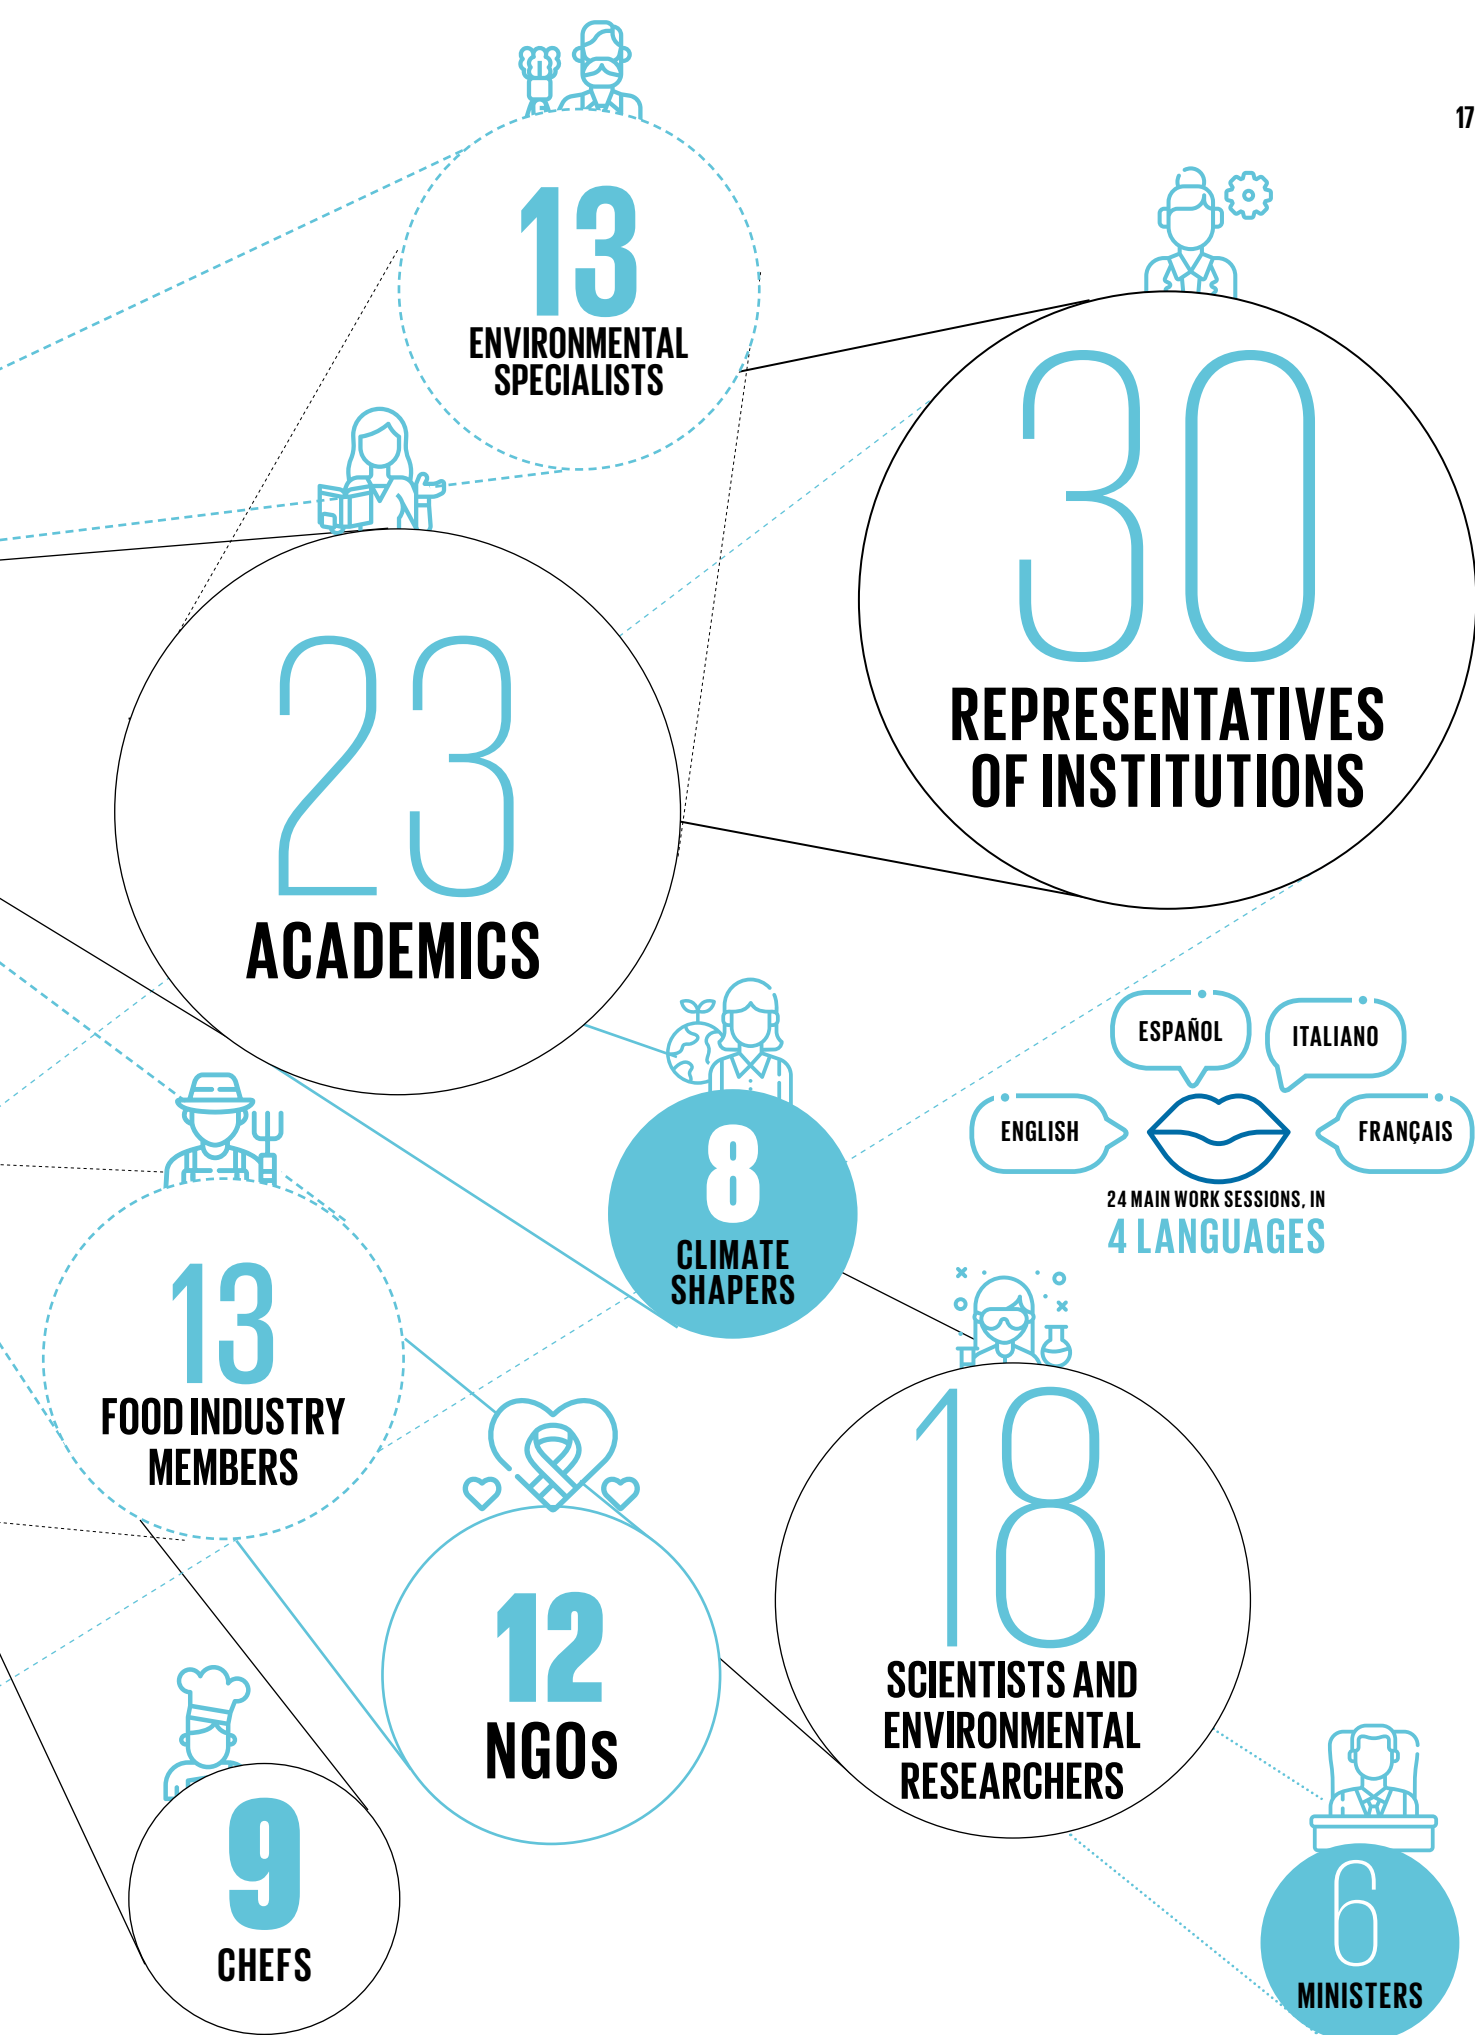 17
13
ENVIRONMENTAL
SPECIALISTS
30
REPRESENTATIVES
OF INSTITUTIONS
23
ACADEMICS
ESPAÑOL
ITALIANO
ENGLISH
FRANÇAIS
24 MAIN WORK SESSIONS, IN
4 LANGUAGES
8
CLIMATE
SHAPERS
13
FOOD INDUSTRY
MEMBERS
18
SCIENTISTS AND
ENVIRONMENTAL
RESEARCHERS
12
NGOs
9
CHEFS
6
MINISTERS